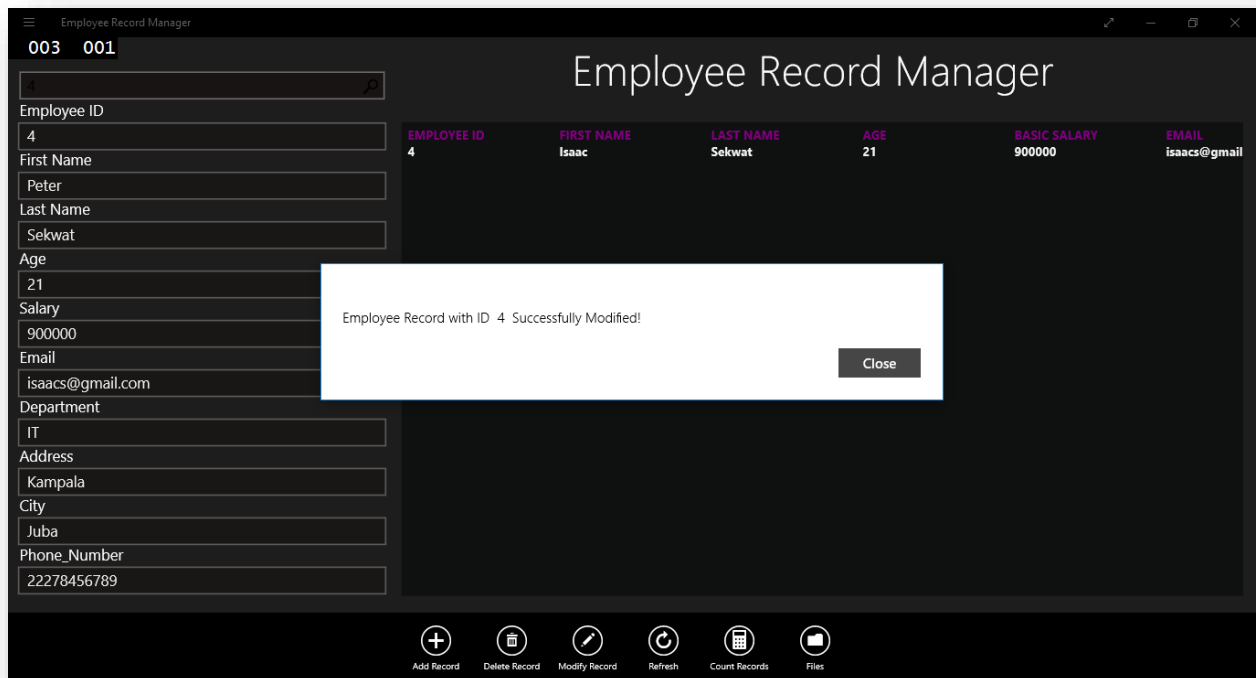 Employee Record Manager
003 001
Employee Record Manager
4
Employee ID
4
First Name
Peter
Last Name
Sekwat
Age
21
Salary
900000
Email
isaacs@gmail.com
Department
IT
Address
Kampala
City
Juba
Phone_Number
22278456789
EMPLOYEE ID FIRST NAME LAST NAME AGE BASIC SALARY EMAIL
4 Isaac Sekwat 21 900000 isaacs@gmail
Employee Record with ID 4 Successfully Modified!
Close
Add Record Delete Record Modify Record Refresh Count Records Files